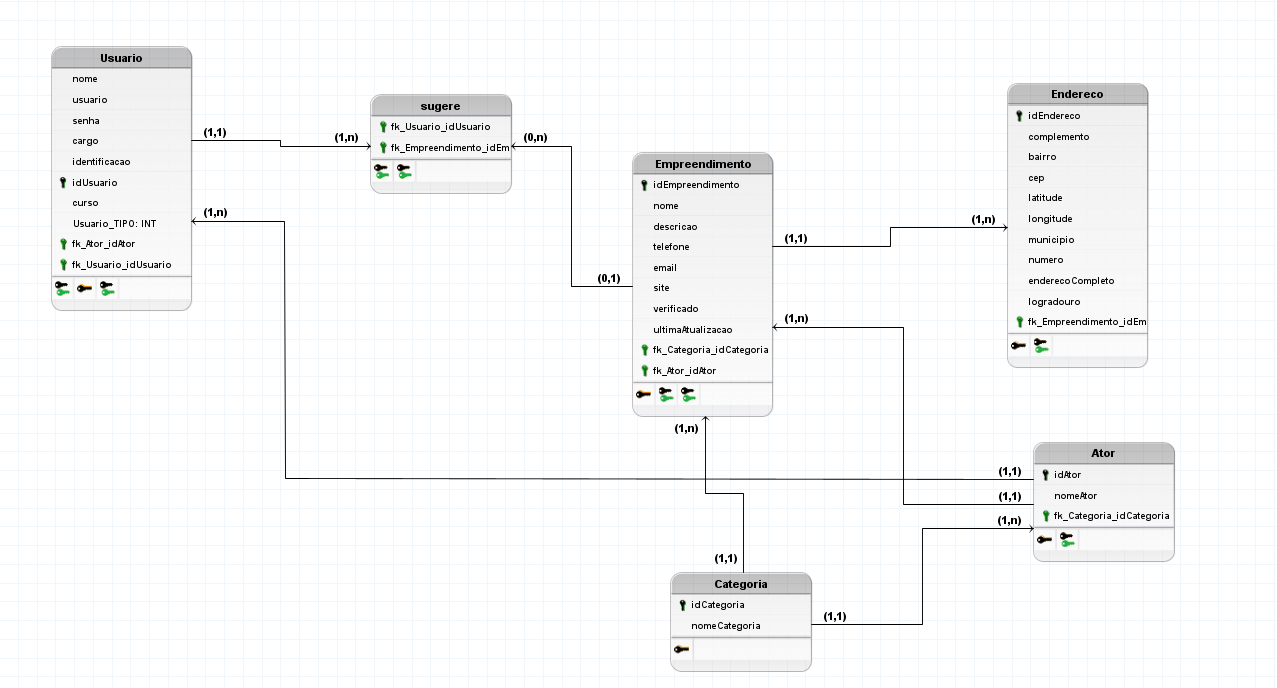 Usuario
nome
usuario
senha
cargo
identificacao
idUsuario
curso
Usuario_TIPO: INT
fk_Ator_idAtor
fk_Usuario_idUsuario
(1,1)
(1,n)
(1,n)
sugere
fk_Usuario_idUsuario
fk_Empreendimento_idEm
(0,n)
(0,1)
Empreendimento
idEmpreendimento
nome
descricao
telefone
email
site
verificado
ultimaAtualizacao
fk_Categoria_idCategoria
fk_Ator_idAtor
(1,1)
(1,n)
(1,n)
(1,n)
Endereco
idEndereco
complemento
bairro
cep
latitude
longitude
municipio
numero
enderecoCompleto
logradouro
fk_Empreendimento_idEm
Ator
idAtor
nomeAtor
fk_Categoria_idCategoria
(1,1)
(1,1)
(1,n)
(1,1)
Categoria
idCategoria
nomeCategoria
(1,1)